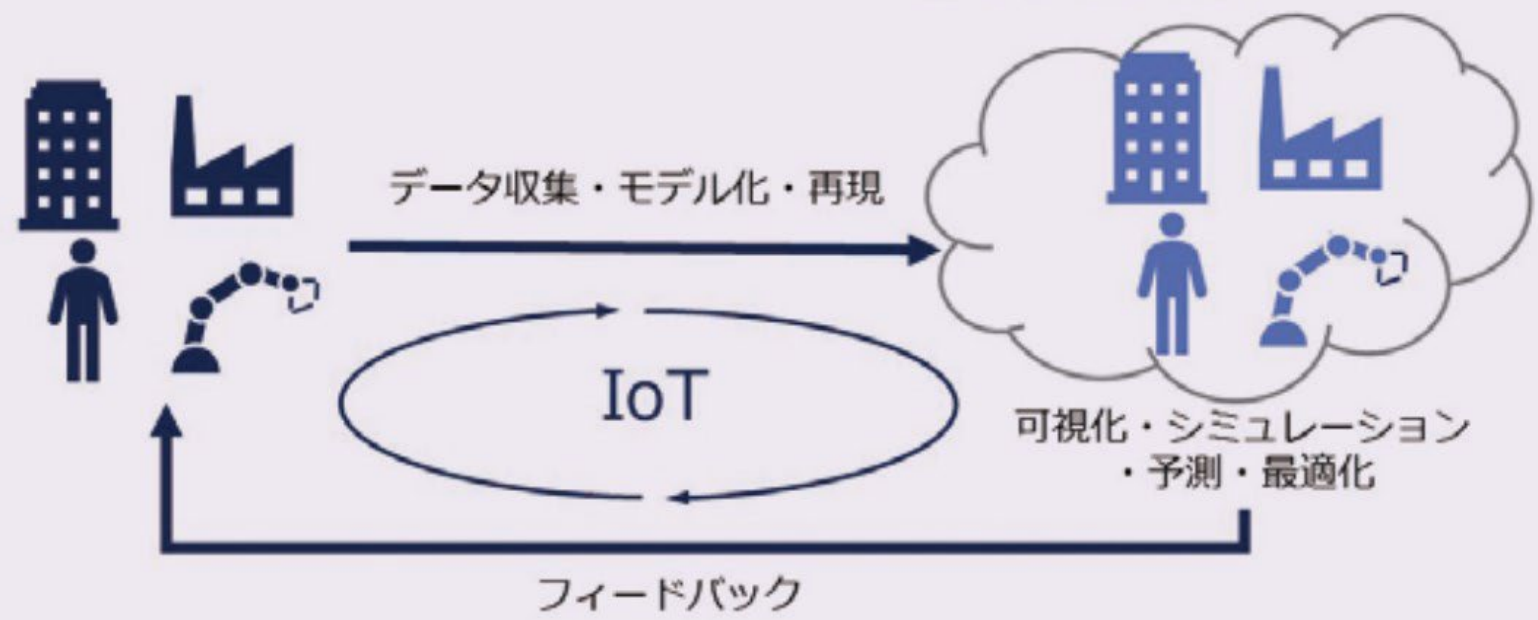 データ収集・モデル化・再現
IoT
可視化・シミュレーション
・予測・最適化
フィードバック